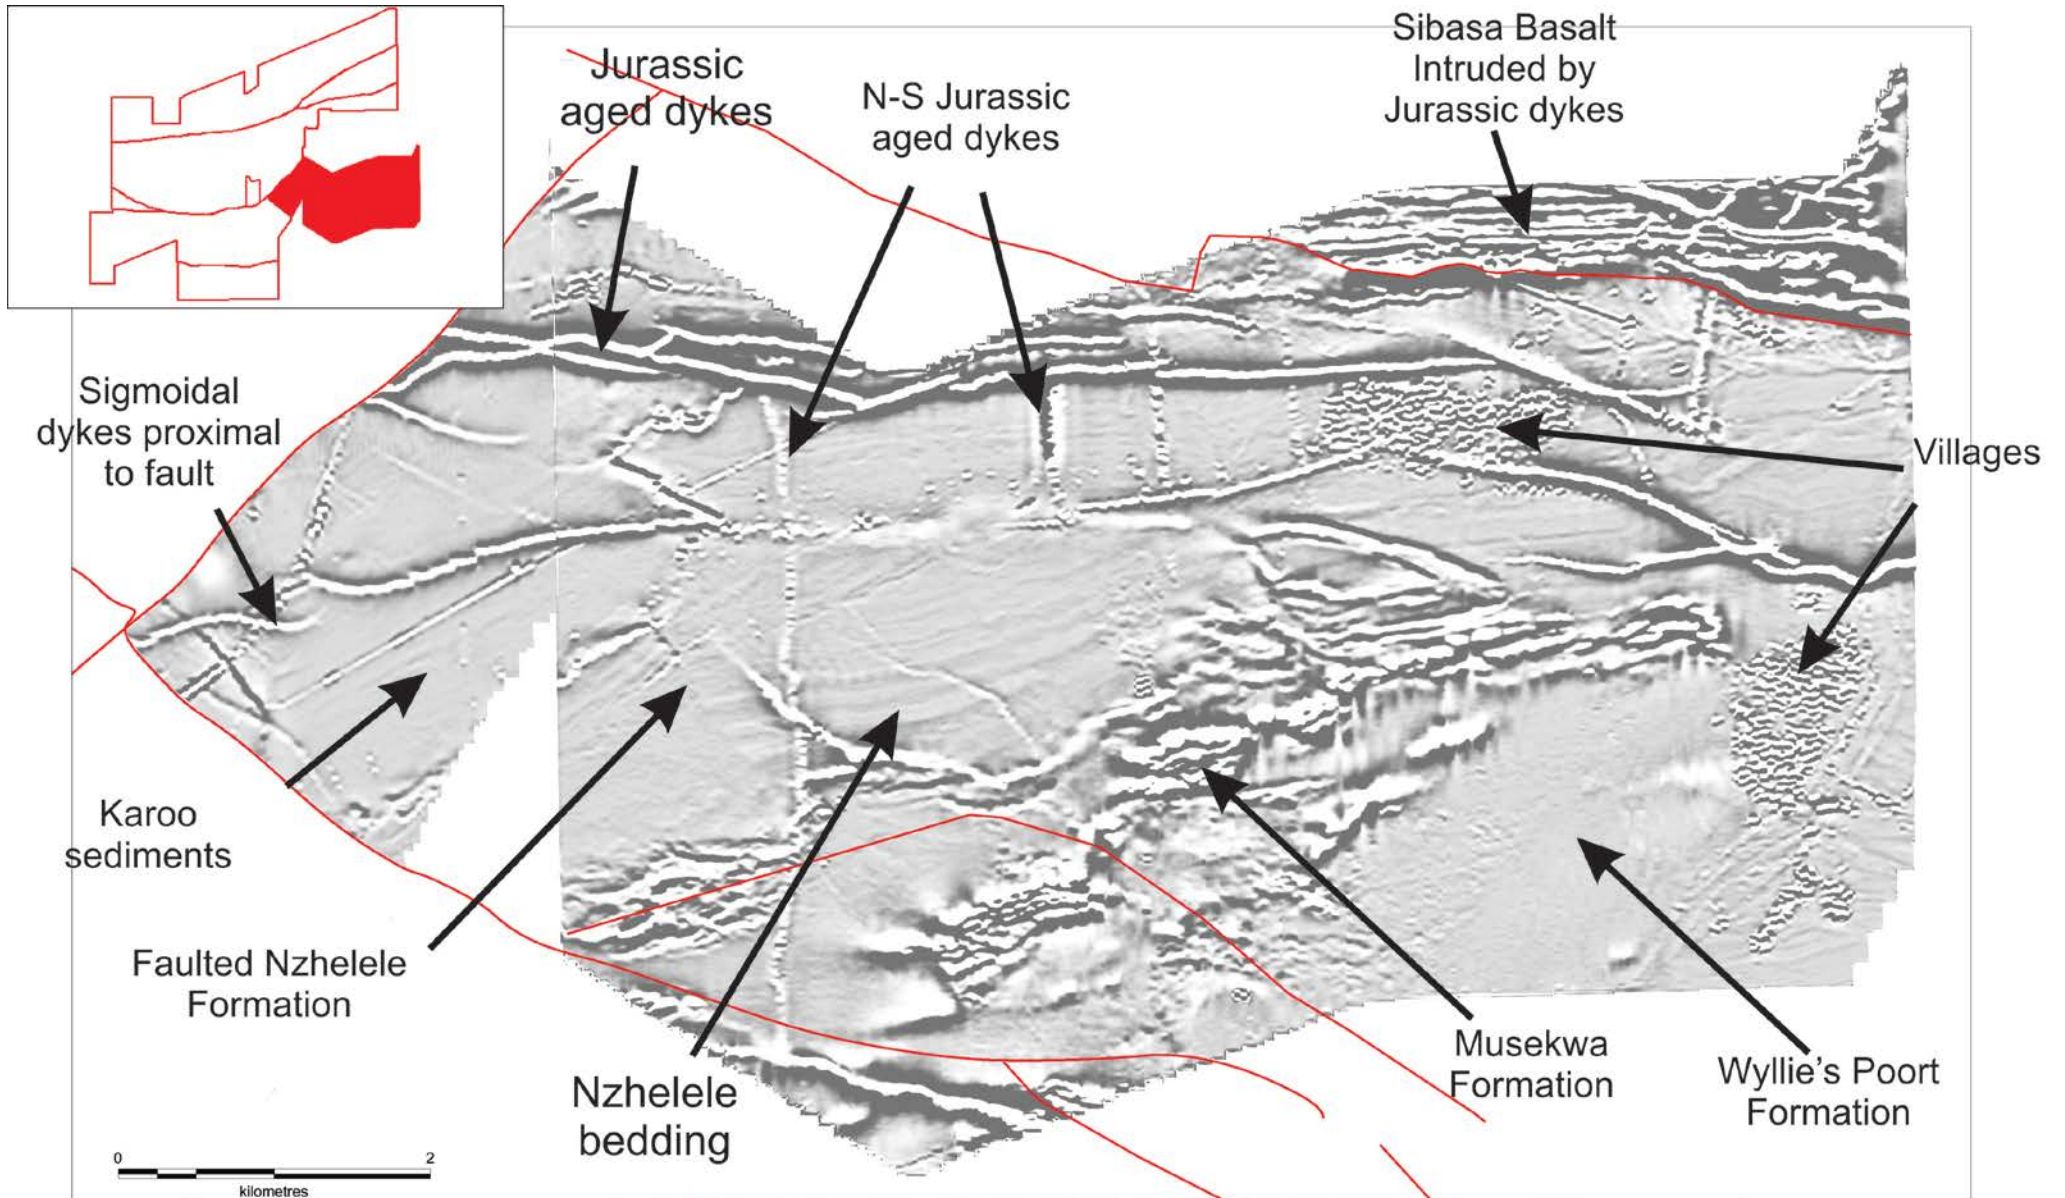 Jurassic
aged dykes
N-S Jurassic
aged dykes
Sibasa Basalt
Intruded by
Jurassic dykes
Sigmoidal
dykes proximal
to fault
Villages
Karoo
sediments
Faulted Nzhelele
Formation
Nzhelele
bedding
Musekwa
Formation
Wyllie's Poort
Formation
0 2
kilometres